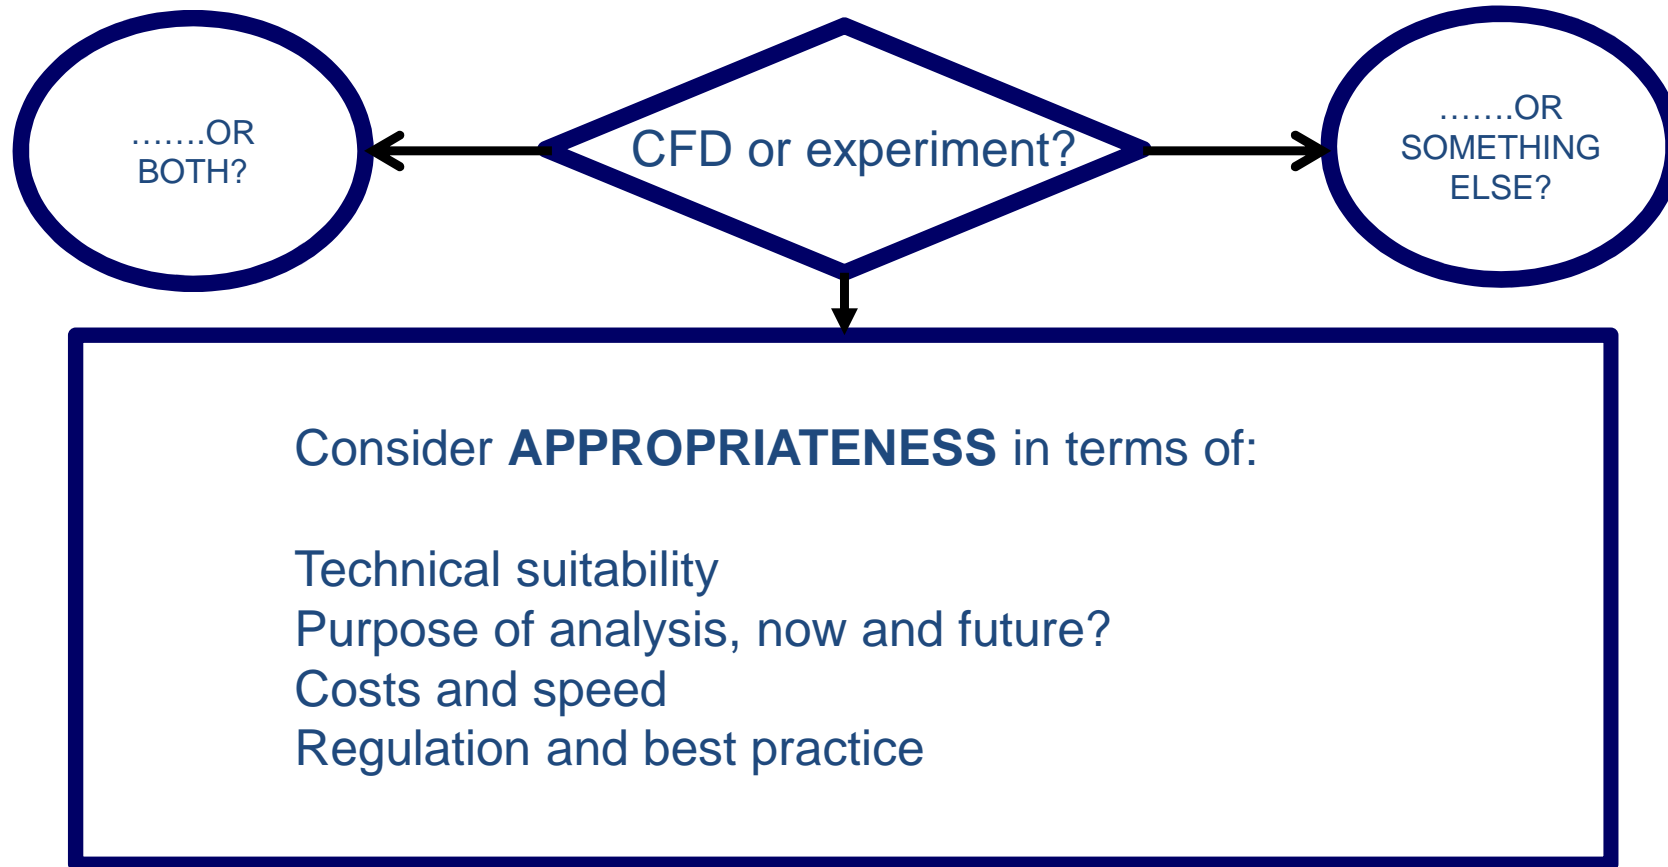 …….OR
BOTH?
CFD or experiment?
…….OR
SOMETHING
ELSE?
Consider APPROPRIATENESS in terms of:
Technical suitability
Purpose of analysis, now and future?
Costs and speed
Regulation and best practice